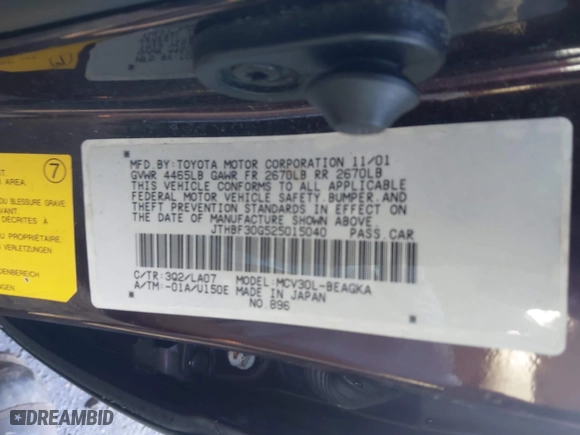 MFD BY:TOYOTA MOTOR CORPORATION 11/01
GVWR 4465LB GAWR FR 2670LB RR 2670LB
THIS VEHICLE CONFORMS TO ALL APPLICABLE
FEDERAL MOTOR VEHICLE SAFETY.BUMPER.AND
THEFT PREVENTION STANDARDS IN EFFECT ON
THE DATE OF MANUFACTURE SHOWN ABOVE.
JTHBF30G525015040 PASS.CAR
C/TR:3Q2/LA07 MODEL:MCV30L-BEAGKA
A/TM:-01A/U150E MADE IN JAPAN
NO 896
7
AREA.
DU BLESSURE GRAVE
DÉCRITES À
DU PROPRIÉTAIRE.
DENBEREICH
DREAMBID